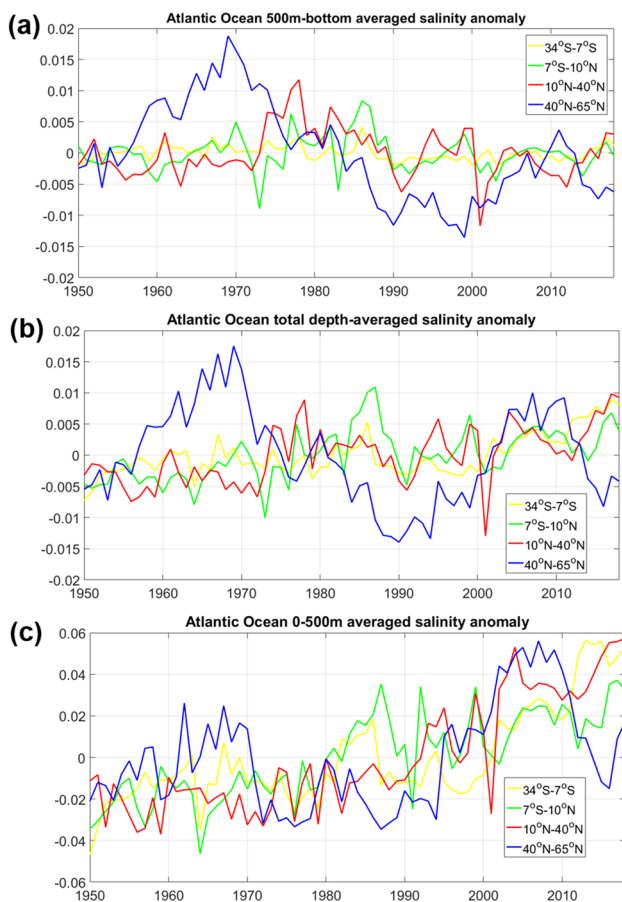 (a)
Atlantic Ocean 500m-bottom averaged salinity anomaly
0.02
0.015
0.01
0.005
0
-0.005
-0.01
-0.015
-0.02
34°S-7°S
7°S-10°N
10°N-40°N
40°N-65°N
1950 1960 1970 1980 1990 2000 2010
(b)
Atlantic Ocean total depth-averaged salinity anomaly
0.02
0.015
0.01
0.005
0
-0.005
-0.01
-0.015
-0.02
34°S-7°S
7°S-10°N
10°N-40°N
40°N-65°N
1950 1960 1970 1980 1990 2000 2010
(c)
Atlantic Ocean 0-500m averaged salinity anomaly
0.06
0.04
0.02
0
-0.02
-0.04
-0.06
34°S-7°S
7°S-10°N
10°N-40°N
40°N-65°N
1950 1960 1970 1980 1990 2000 2010